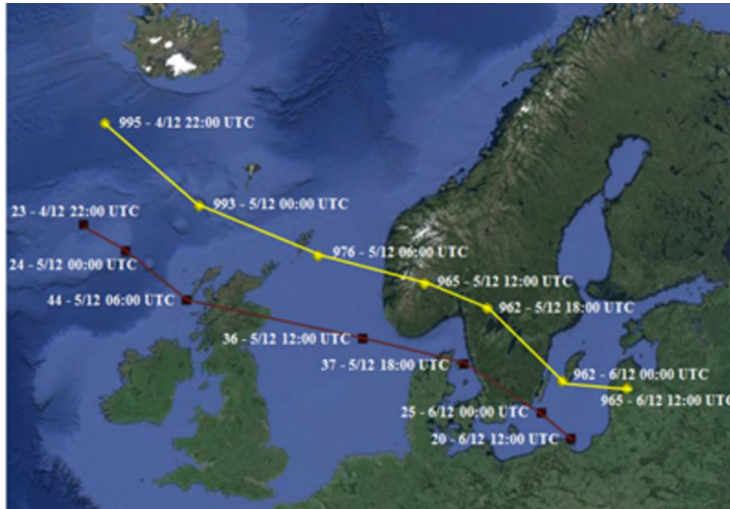 995 - 4/12 22:00 UTC
993 - 5/12 00:00 UTC
23 - 4/12 22:00 UTC
976 - 5/12 06:00 UTC
24 - 5/12 00:00 UTC
965 - 5/12 12:00 UTC
44 - 5/12 06:00 UTC
962 - 5/12 18:00 UTC
36 - 5/12 12:00 UTC
37 - 5/12 18:00 UTC
962 - 6/12 00:00 UTC
965 - 6/12 12:00 UTC
25 - 6/12 00:00 UTC
20 - 6/12 12:00 UTC